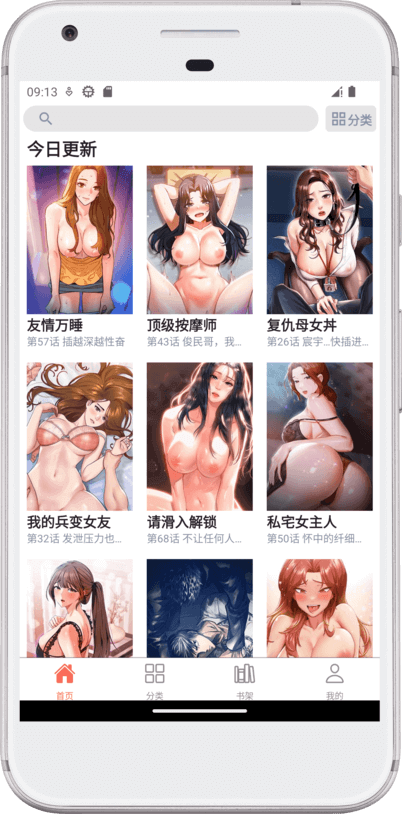 09:13
分类
今日更新
友情万睡
第57话 插越深越性奋
顶级按摩师
第43话 俊民哥，我...
复仇母女丼
第26话 宸宇...快插进...
我的兵变女友
第32话 发泄压力也...
请滑入解锁
第68话 不让任何人...
私宅女主人
第50话 怀中的纤细...
首页
分类
书架
我的